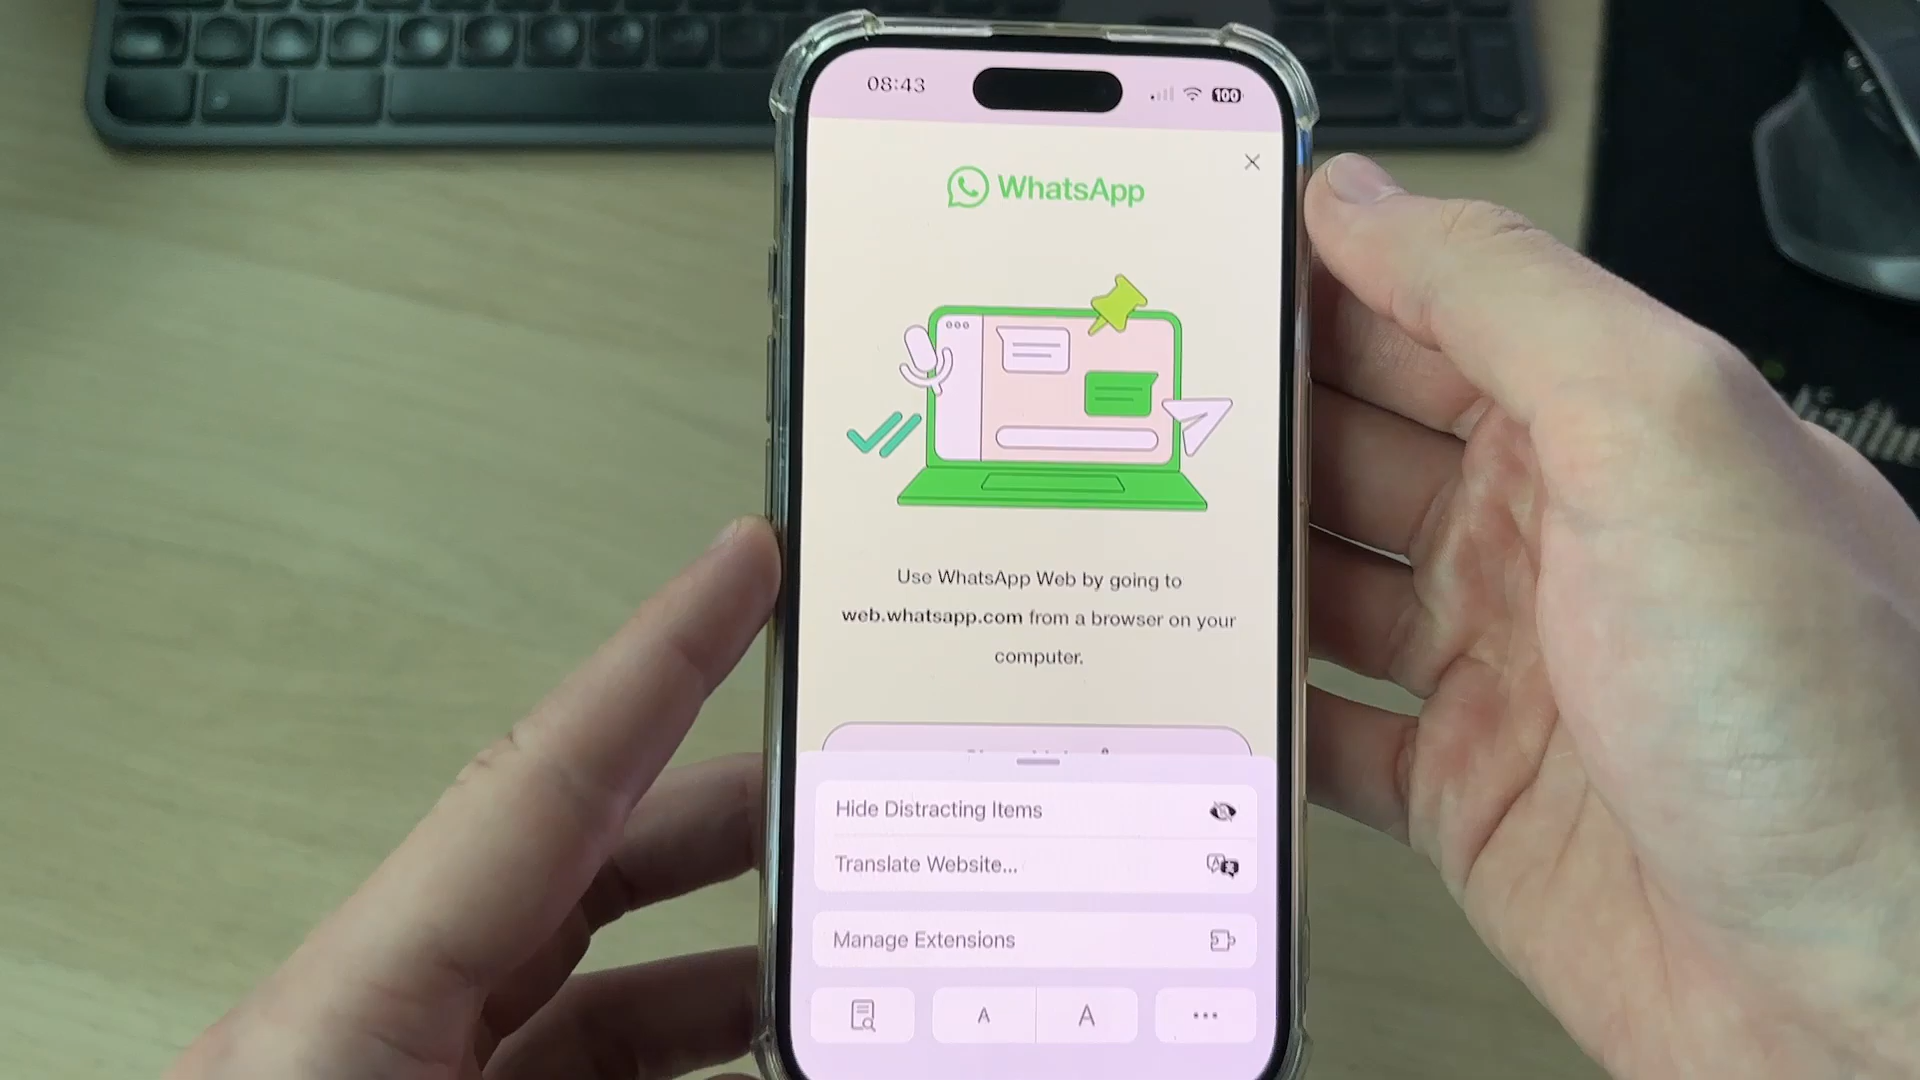 08:43
100
WhatsApp
Use WhatsApp Web by going to
web.whatsapp.com from a browser on your
computer.
Hide Distracting Items
Translate Website...
Manage Extensions
A
A